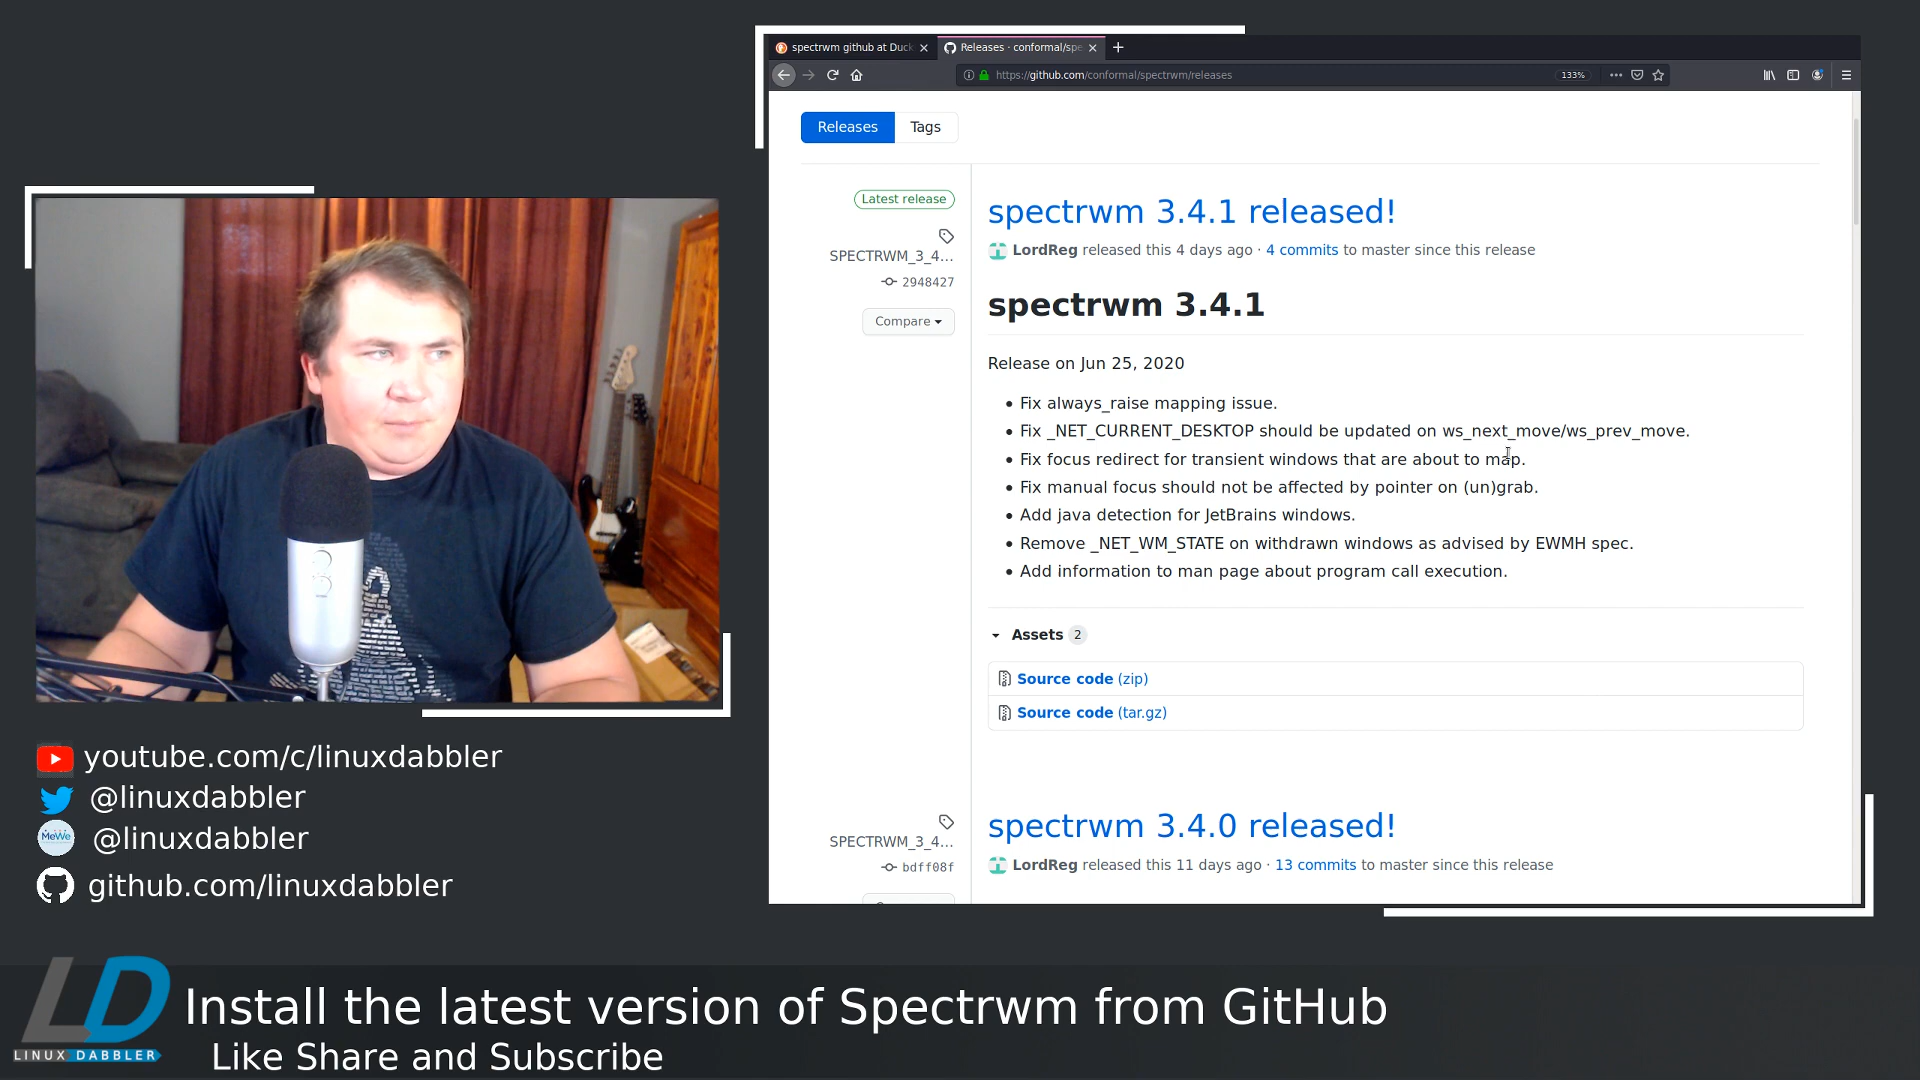 spectrwm github at Duck
Releases · conformal/spe
https://github.com/conformal/spectrwm/releases
133%
Releases
Tags
Latest release
SPECTRWM_3_4...
2948427
Compare
spectrwm 3.4.1 released!
LordReg released this 4 days ago · 4 commits to master since this release
spectrwm 3.4.1
Release on Jun 25, 2020
• Fix always_raise mapping issue.
• Fix _NET_CURRENT_DESKTOP should be updated on ws_next_move/ws_prev_move.
• Fix focus redirect for transient windows that are about to map.
• Fix manual focus should not be affected by pointer on (un)grab.
• Add java detection for JetBrains windows.
• Remove _NET_WM_STATE on withdrawn windows as advised by EWMH spec.
• Add information to man page about program call execution.
Assets 2
Source code (zip)
Source code (tar.gz)
SPECTRWM_3_4...
bdff08f
spectrwm 3.4.0 released!
LordReg released this 11 days ago · 13 commits to master since this release
youtube.com/c/linuxdabbler
@linuxdabbler
MeWe
@linuxdabbler
github.com/linuxdabbler
LD
LINUX DABBLER
Install the latest version of Spectrwm from GitHub
Like Share and Subscribe